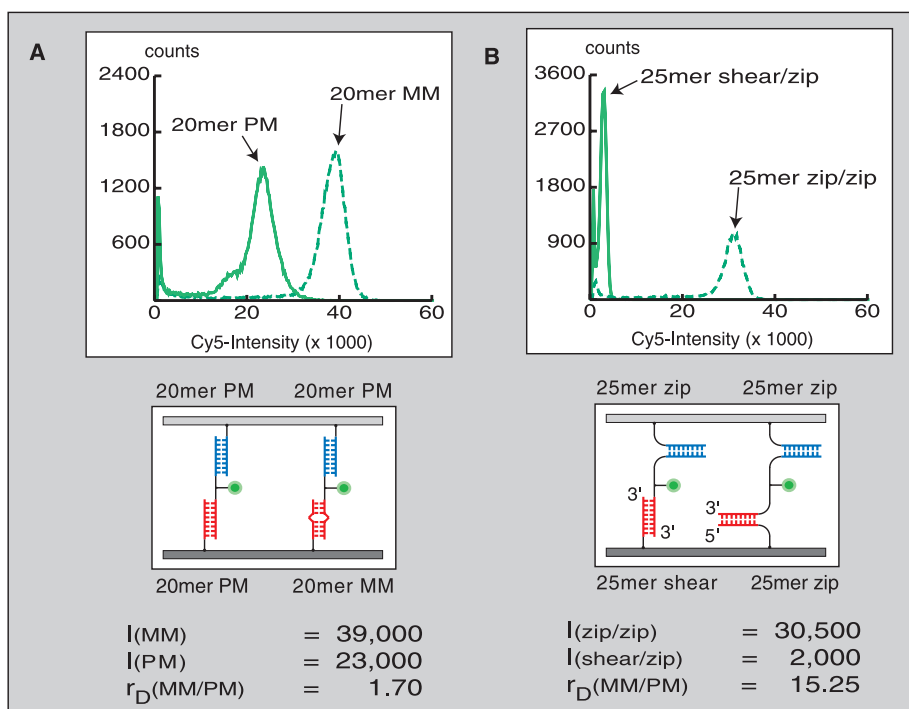 A
counts
2400
1800
1200
600
0 20 40 60
20mer PM
20mer MM
Cy5-Intensity (x 1000)
20mer PM 20mer PM
20mer PM 20mer MM
I(MM) = 39,000
I(PM) = 23,000
rD(MM/PM) = 1.70
B
counts
3600
2700
1800
900
0 20 40 60
25mer shear/zip
25mer zip/zip
Cy5-Intensity (x 1000)
25mer zip 25mer zip
3'
3'
3'
5'
25mer shear 25mer zip
I(zip/zip) = 30,500
I(shear/zip) = 2,000
rD(MM/PM) = 15.25